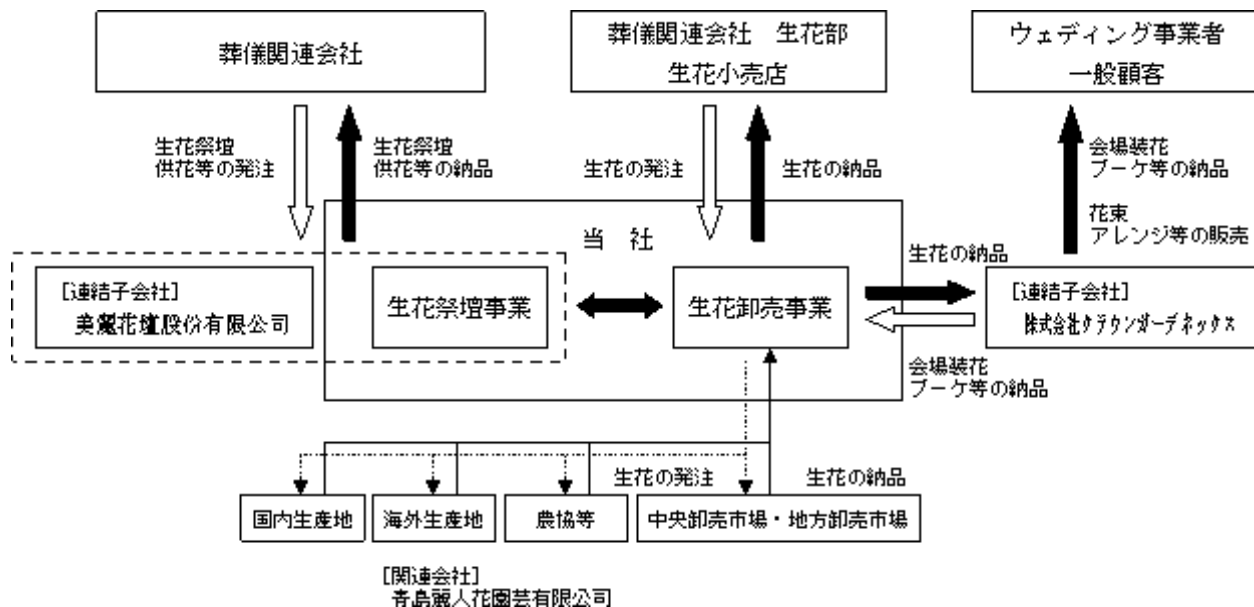 葬儀関連会社
葬儀関連会社　生花部
生花小売店
ウェディング事業者
一般顧客
生花祭壇
供花等の発注
生花祭壇
供花等の納品
生花の発注
生花の納品
会場装花
ブーケ等の納品
花束
アレンジ等の販売
当　社
生花の納品
［連結子会社］
美麗花壇股份有限公司
生花祭壇事業
生花卸売事業
［連結子会社］
株式会社クラウンガーデネックス
会場装花
ブーケ等の納品
生花の発注
生花の納品
国内生産地
海外生産地
農協等
中央卸売市場・地方卸売市場
［関連会社］
青島麗人花園芸有限公司